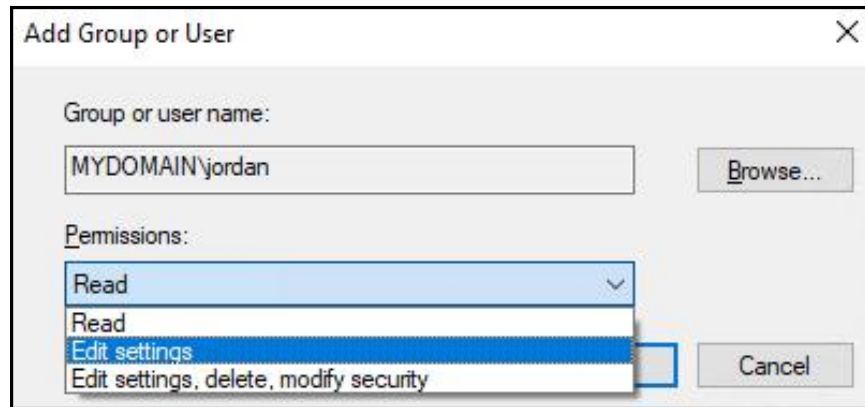 Add Group or User
Group or user name:
MYDOMAIN\jordan
Browse...
Permissions:
Read
Read
Edit settings
Edit settings, delete, modify security
Cancel